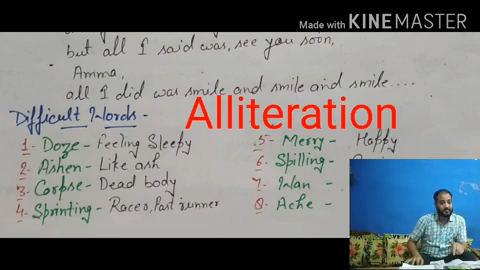 Made with KINEMASTER
but all I said was, see you soon,
Amma,
all I did was smile and smile and smile....
Difficult Words -
Alliteration
1- Doze - Feeling Sleepy
2- Ashen - Like ash
3- Corpse - Dead body
4- Sprinting - Racer, Fast runner
5- Merry - Happy
6- Spilling -
7- Wan -
8- Ache -